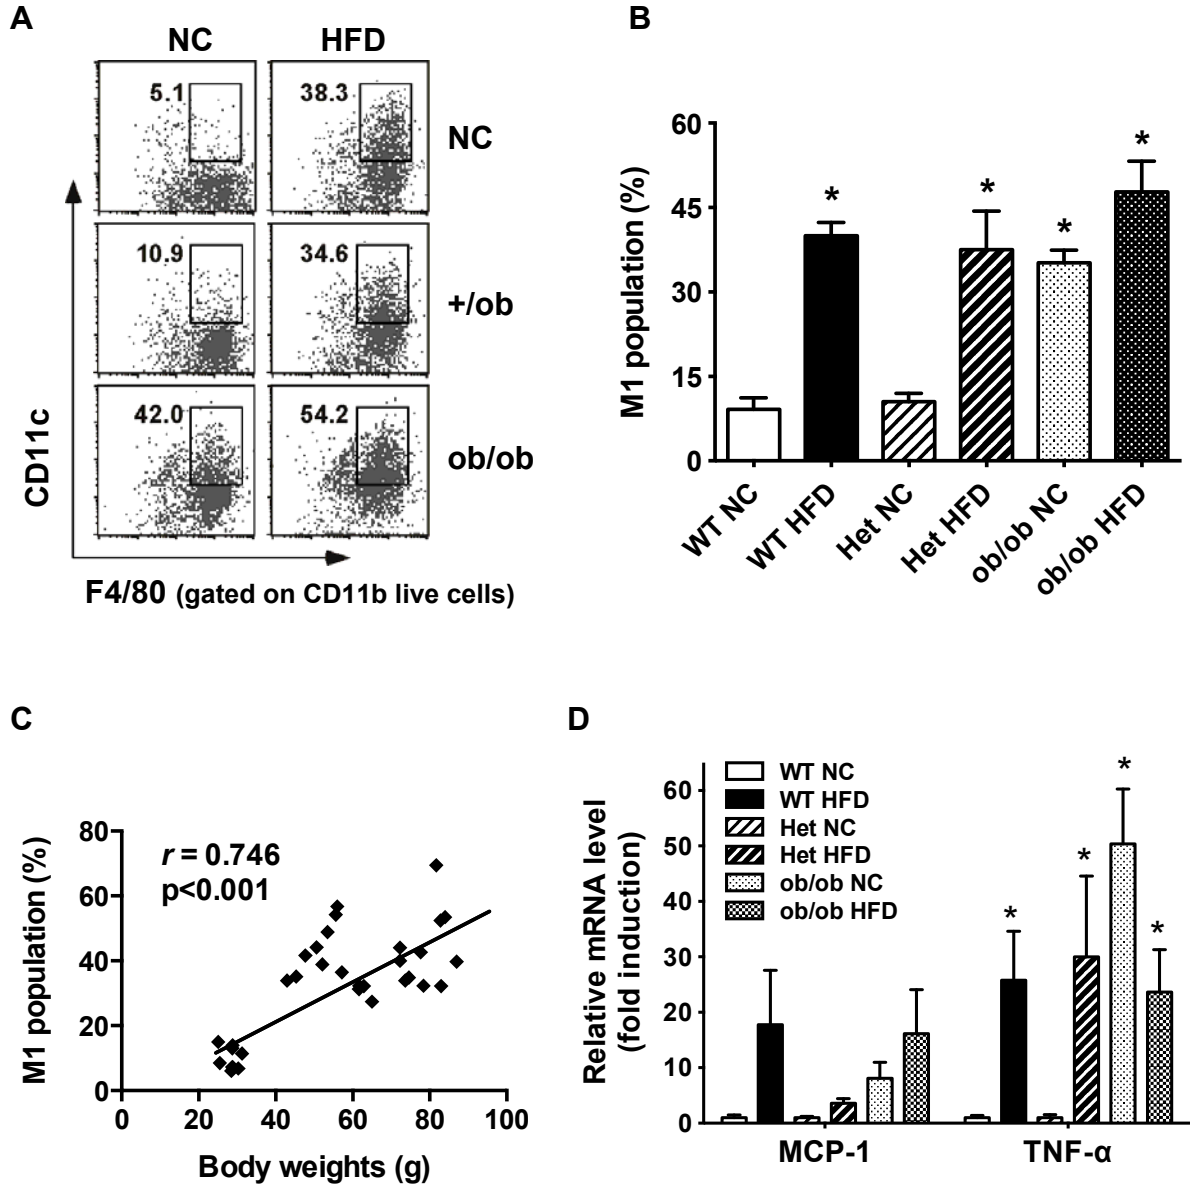 A
NC HFD
5.1 38.3 NC
10.9 34.6 +/ob
42.0 54.2 ob/ob
CD11c
F4/80 (gated on CD11b live cells)
B
M1 population (%)
60
45
30
15
0
* * * *
WT NC WT HFD Het NC Het HFD ob/ob NC ob/ob HFD
C
M1 population (%)
r = 0.746
p<0.001
80
60
40
20
0
0 20 40 60 80 100
Body weights (g)
D
Relative mRNA level
(fold induction)
WT NC
WT HFD
Het NC
Het HFD
ob/ob NC
ob/ob HFD
60
50
40
30
20
10
0
* * * *
MCP-1 TNF-α